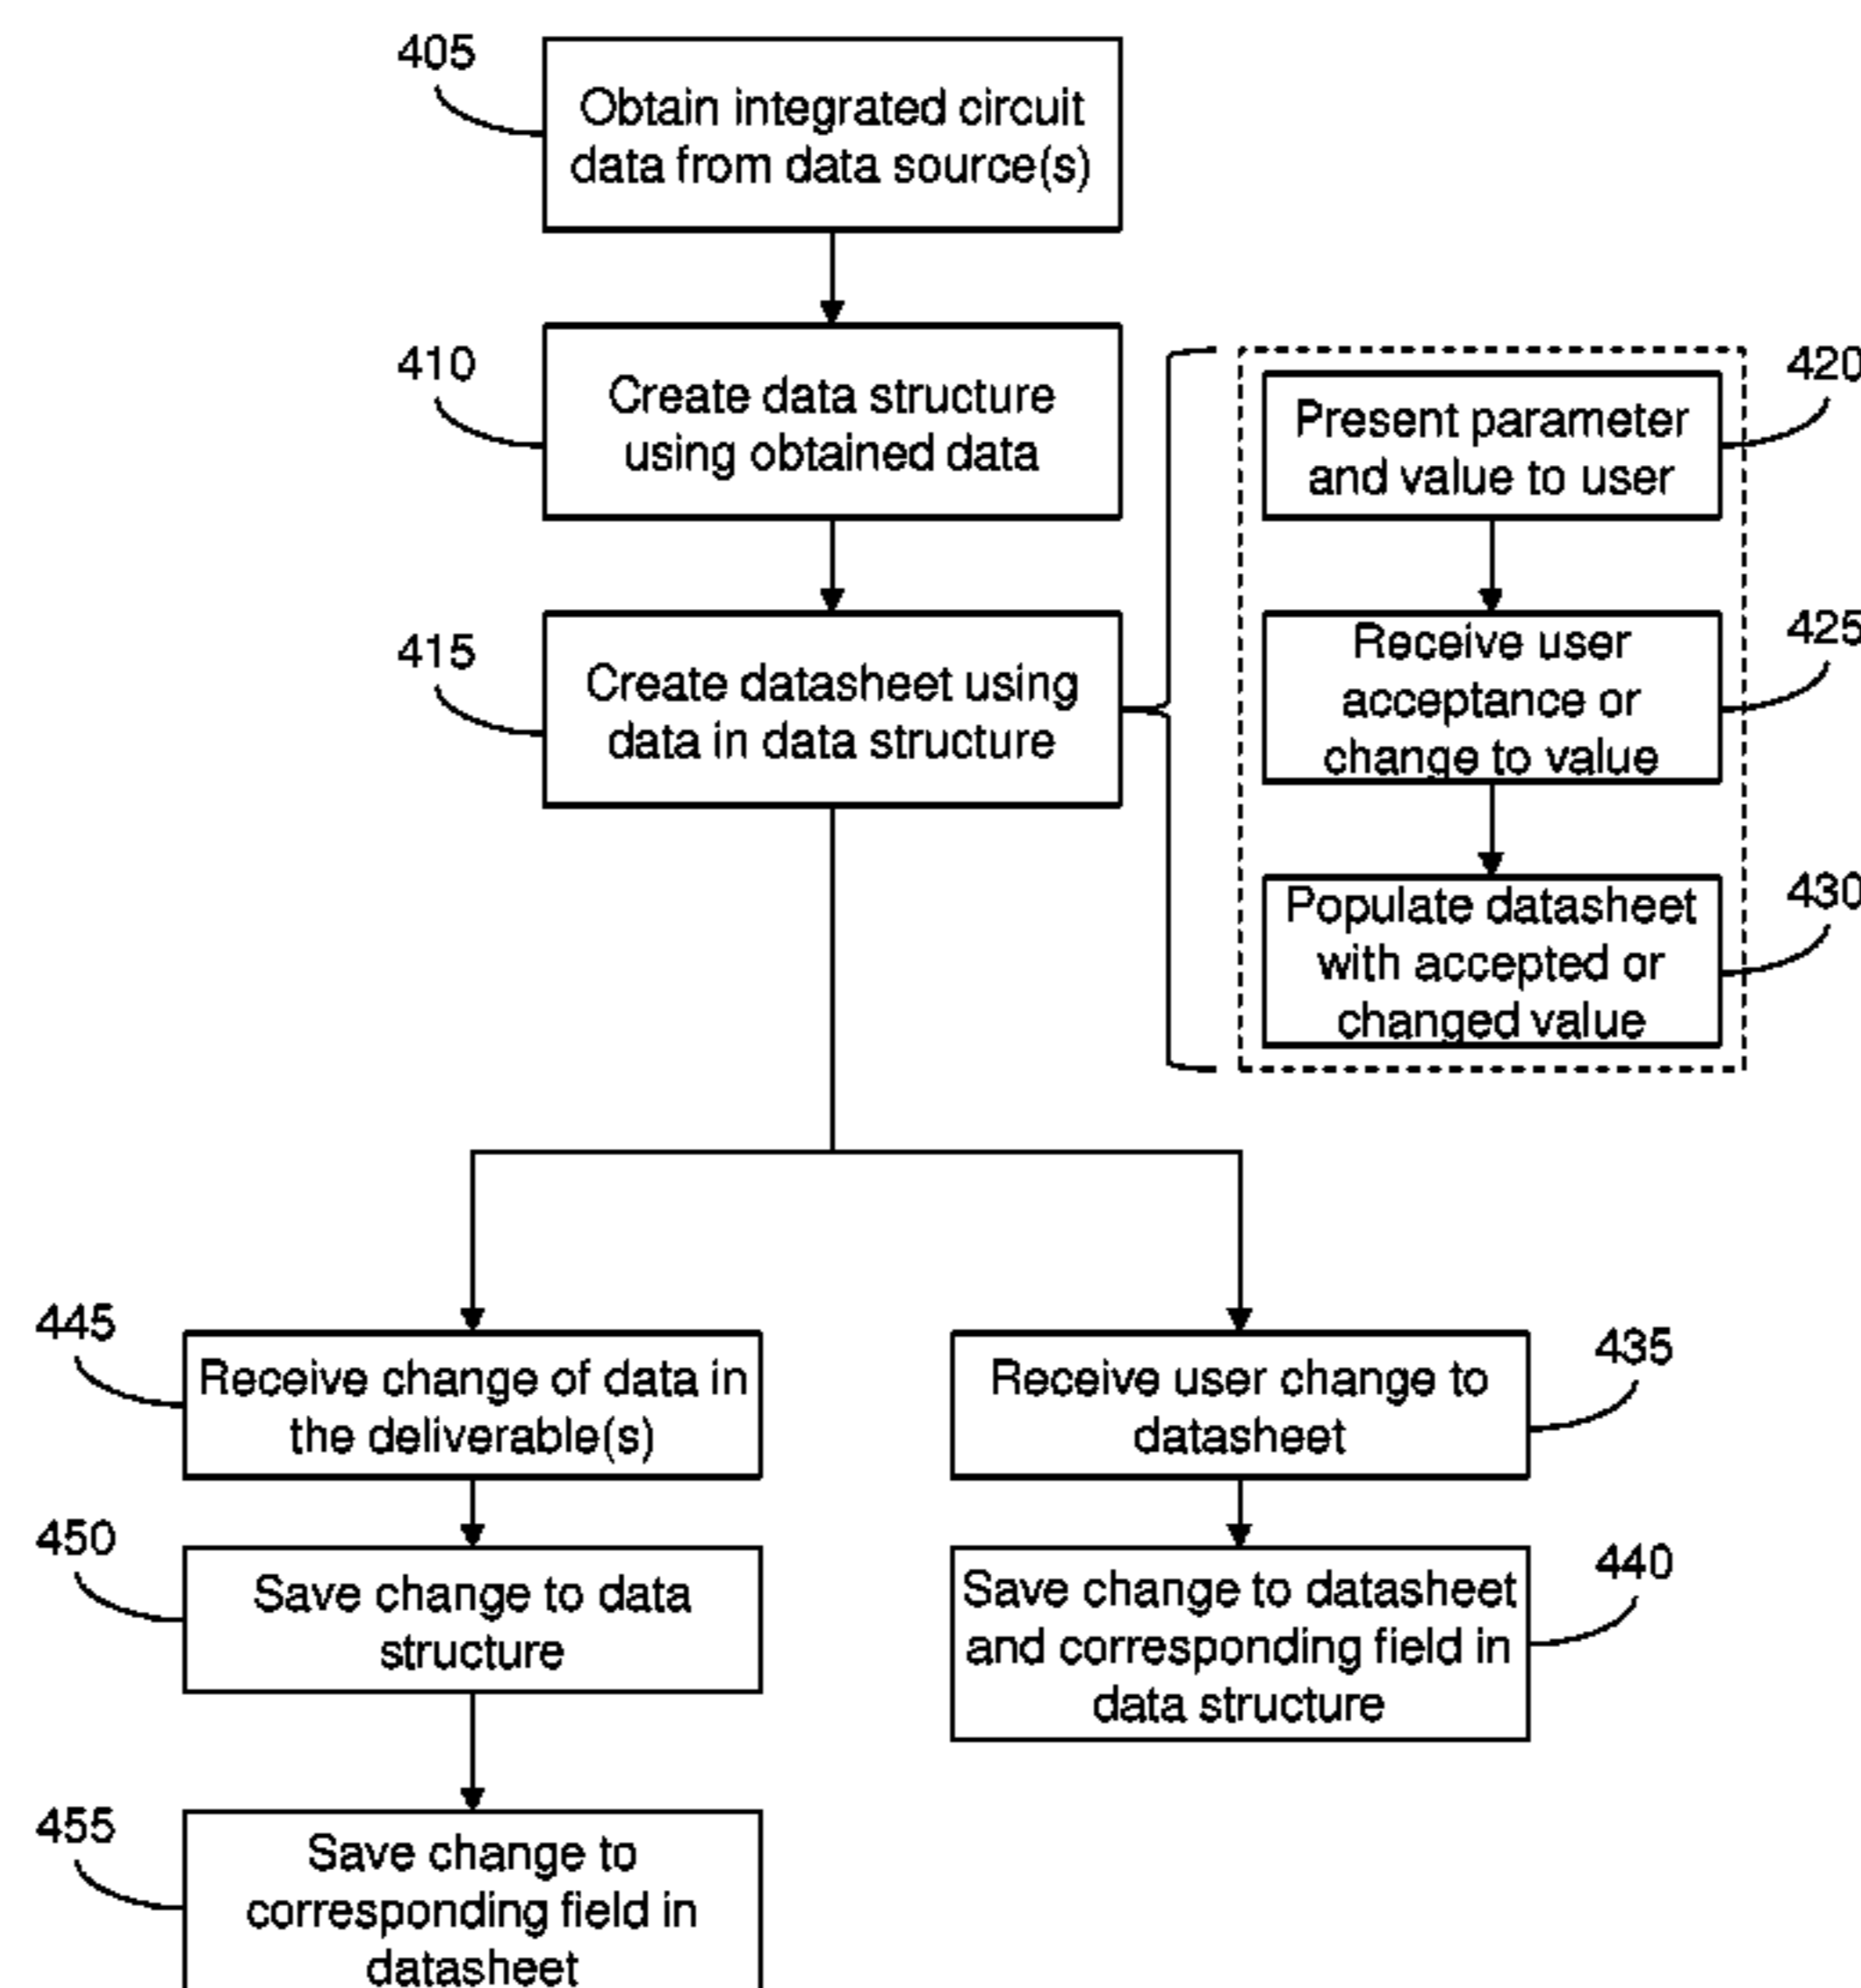 405
Obtain integrated circuit
data from data source(s)
410
Create data structure
using obtained data
415
Create datasheet using
data in data structure
420
Present parameter
and value to user
425
Receive user
acceptance or
change to value
430
Populate datasheet
with accepted or
changed value
445
Receive change of data in
the deliverable(s)
450
Save change to data
structure
455
Save change to
corresponding field in
datasheet
435
Receive user change to
datasheet
440
Save change to datasheet
and corresponding field in
data structure